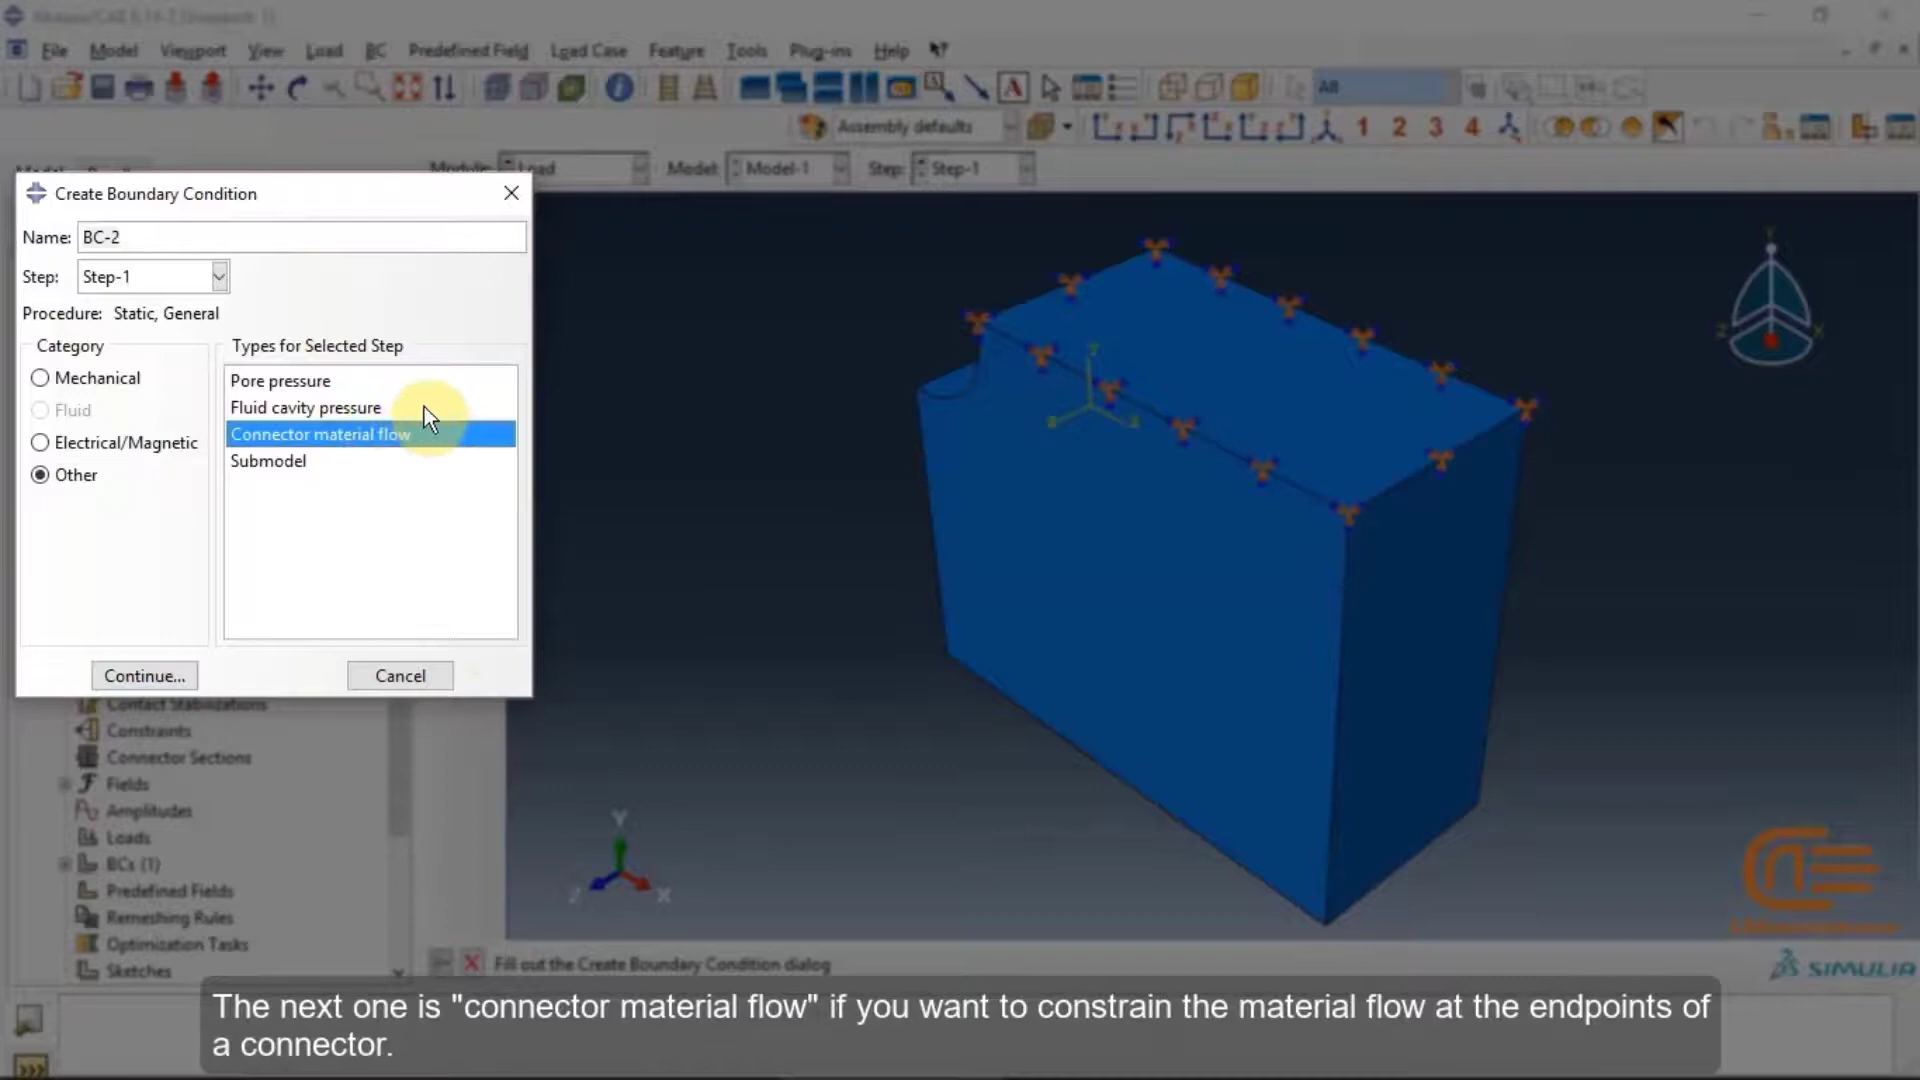 File Model Viewport View Load BC Predefined Field Load Case Feature Tools Plug-ins Help
All
Assembly defaults
1 2 3 4
Module: Load Model: Model-1 Step: Step-1
Create Boundary Condition
Name: BC-2
Step: Step-1
Procedure: Static, General
Category
Mechanical
Fluid
Electrical/Magnetic
Other
Types for Selected Step
Pore pressure
Fluid cavity pressure
Connector material flow
Submodel
Continue...
Cancel
Contact Stabilizations
Constraints
Connector Sections
Fields
Amplitudes
Loads
BCs (1)
Predefined Fields
Remeshing Rules
Optimization Tasks
Sketches
Y
Z X
Y
Z X
Fill out the Create Boundary Condition dialog
SIMULIA
The next one is "connector material flow" if you want to constrain the material flow at the endpoints of
a connector.